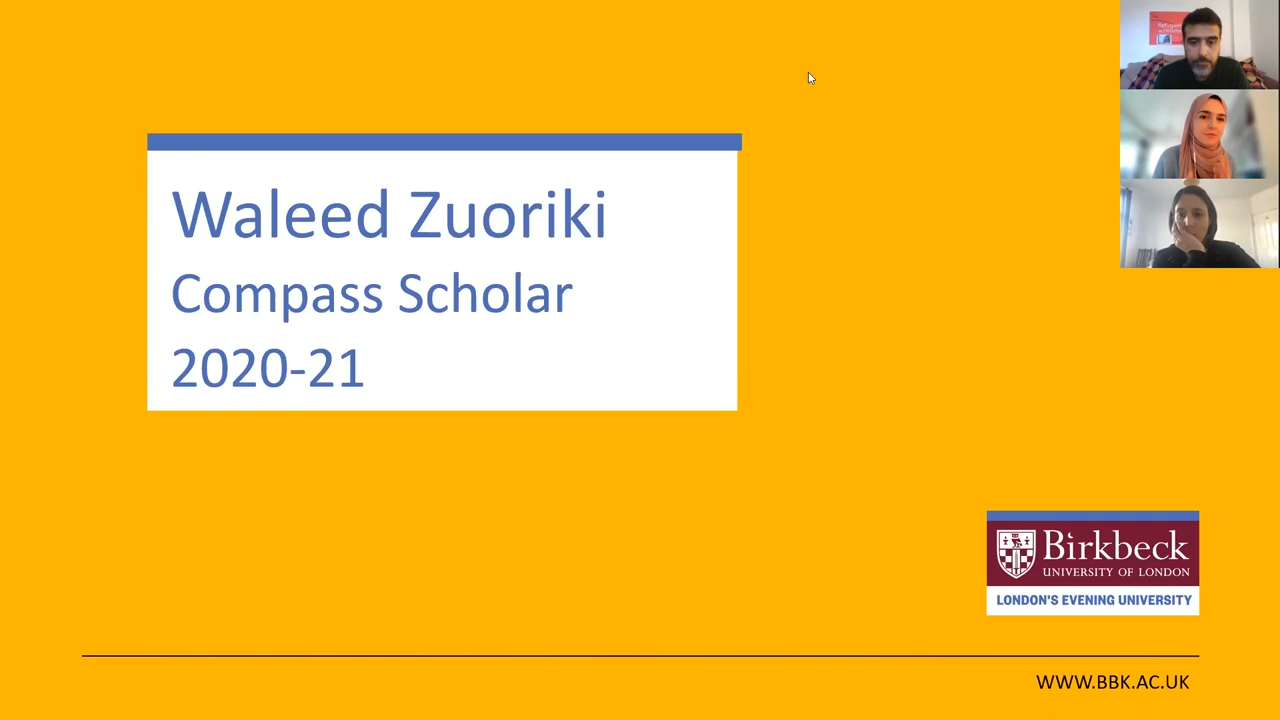 Waleed Zuoriki
Compass Scholar
2020-21
Birkbeck
UNIVERSITY OF LONDON
LONDON'S EVENING UNIVERSITY
WWW.BBK.AC.UK